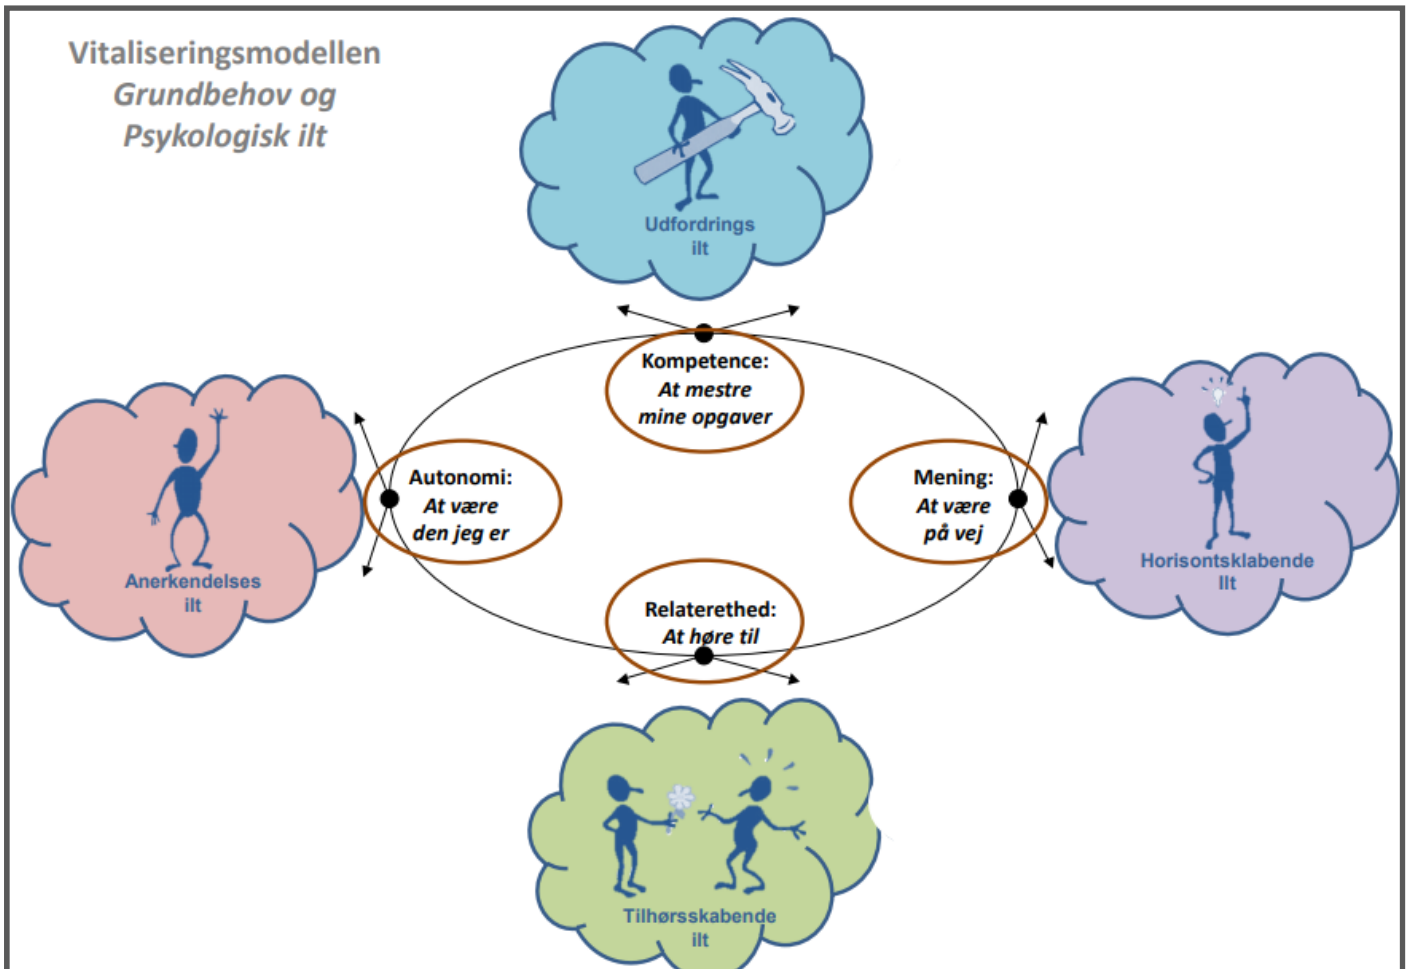 Vitaliseringsmodellen
Grundbehov og
Psykologisk ilt
Udfordrings
ilt
Kompetence:
At mestre
mine opgaver
Autonomi:
At være
den jeg er
Mening:
At være
på vej
Anerkendelses
ilt
Horisontsklabende
Ilt
Relaterethed:
At høre til
Tilhørsskabende
ilt